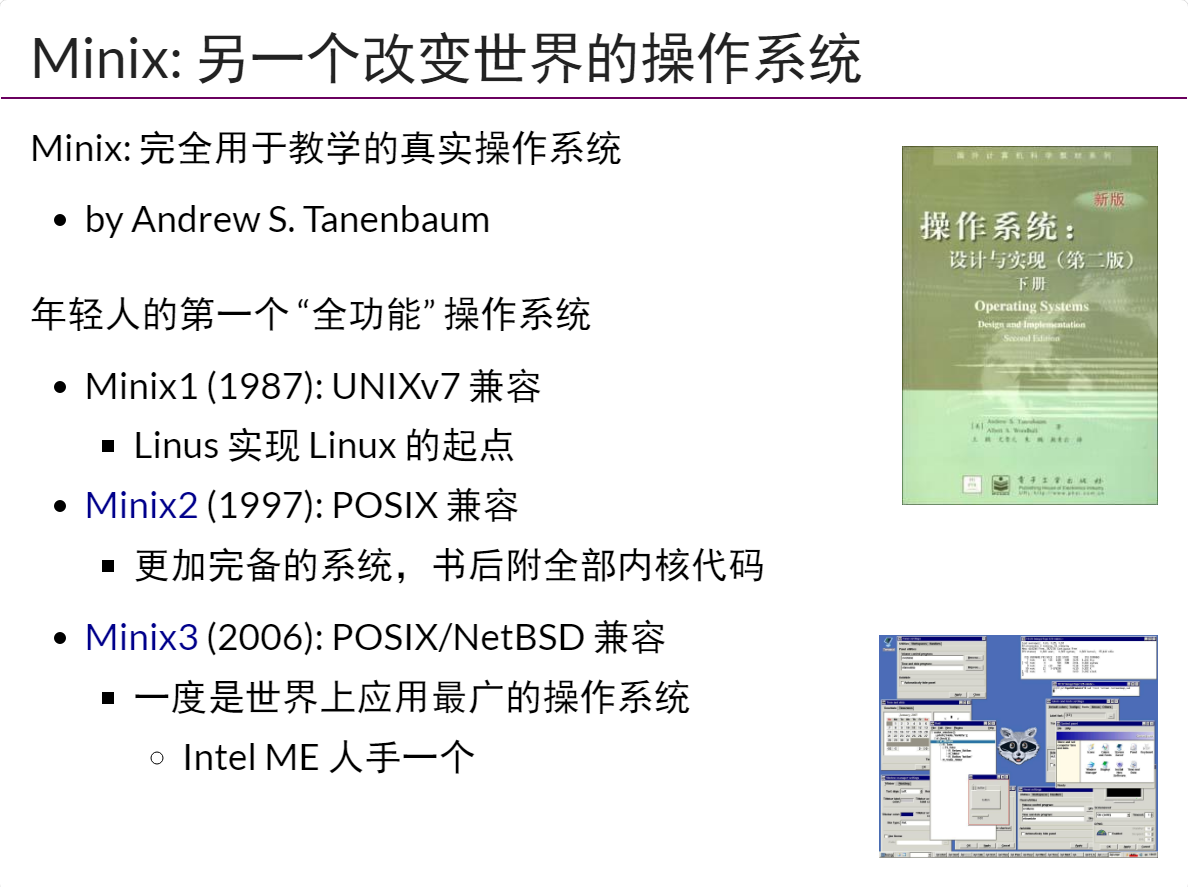 Minix: 另一个改变世界的操作系统
Minix: 完全用于教学的真实操作系统
by Andrew S. Tanenbaum
年轻人的第一个 “全功能” 操作系统
Minix1 (1987): UNIXv7 兼容
Linus 实现 Linux 的起点
Minix2 (1997): POSIX 兼容
更加完备的系统，书后附全部内核代码
Minix3 (2006): POSIX/NetBSD 兼容
一度是世界上应用最广的操作系统
Intel ME 人手一个
国外计算机科学教材系列
新版
操作系统：
设计与实现（第二版）
下册
Operating Systems
Design and Implementation
Second Edition
[美] Andrew S. Tanenbaum
Albert S. Woodhull 著
电子工业出版社
Publishing House of Electronics Industry